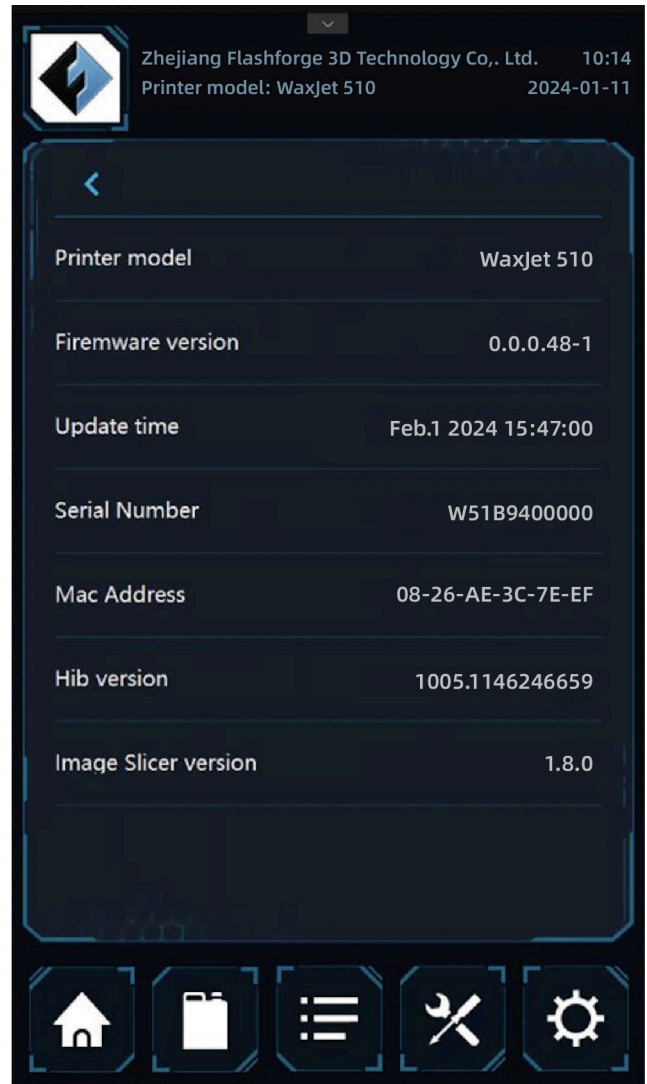 Zhejiang Flashforge 3D Technology Co,. Ltd. 10:14
Printer model: WaxJet 510 2024-01-11
Printer model WaxJet 510
Firemware version 0.0.0.48-1
Update time Feb.1 2024 15:47:00
Serial Number W51B9400000
Mac Address 08-26-AE-3C-7E-EF
Hib version 1005.1146246659
Image Slicer version 1.8.0